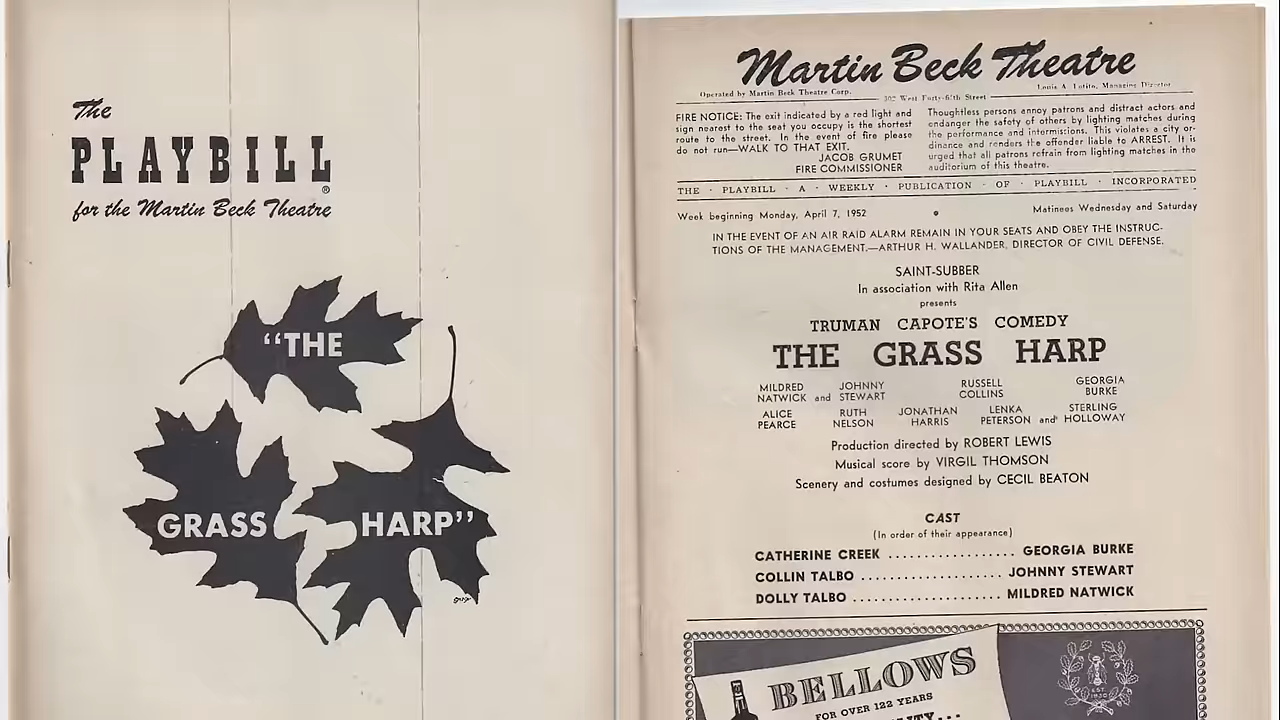 The
PLAYBILL®
for the Martin Beck Theatre
"THE
GRASS HARP"
Martin Beck Theatre
Operated by Martin Beck Theatre Corp. 302 West Forty-fifth Street Louis A. Lotito, Managing Director
FIRE NOTICE: The exit indicated by a red light and
sign nearest to the seat you occupy is the shortest
route to the street. In the event of fire please
do not run—WALK TO THAT EXIT.
JACOB GRUMET
FIRE COMMISSIONER
Thoughtless persons annoy patrons and distract actors and
endanger the safety of others by lighting matches during
the performance and intermissions. This violates a city or-
dinance and renders the offender liable to ARREST. It is
urged that all patrons refrain from lighting matches in the
auditorium of this theatre.
THE · PLAYBILL · A · WEEKLY · PUBLICATION · OF · PLAYBILL · INCORPORATED
Week beginning Monday, April 7, 1952 • Matinees Wednesday and Saturday
IN THE EVENT OF AN AIR RAID ALARM REMAIN IN YOUR SEATS AND OBEY THE INSTRUC-
TIONS OF THE MANAGEMENT.—ARTHUR H. WALLANDER, DIRECTOR OF CIVIL DEFENSE.
SAINT-SUBBER
In association with Rita Allen
presents
TRUMAN CAPOTE'S COMEDY
THE GRASS HARP
MILDRED JOHNNY RUSSELL GEORGIA
NATWICK and STEWART COLLINS BURKE
ALICE RUTH JONATHAN LENKA STERLING
PEARCE NELSON HARRIS PETERSON and HOLLOWAY
Production directed by ROBERT LEWIS
Musical score by VIRGIL THOMSON
Scenery and costumes designed by CECIL BEATON
CAST
(In order of their appearance)
CATHERINE CREEK .................. GEORGIA BURKE
COLLIN TALBO .................... JOHNNY STEWART
DOLLY TALBO ..................... MILDRED NATWICK
BELLOWS
FOR OVER 122 YEARS
EST.
1830